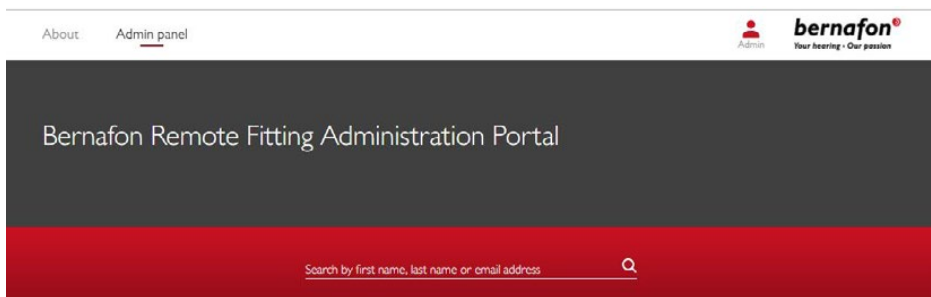 About Admin panel
Admin
bernafon®
Your hearing • Our passion
Bernafon Remote Fitting Administration Portal
Search by first name, last name or email address